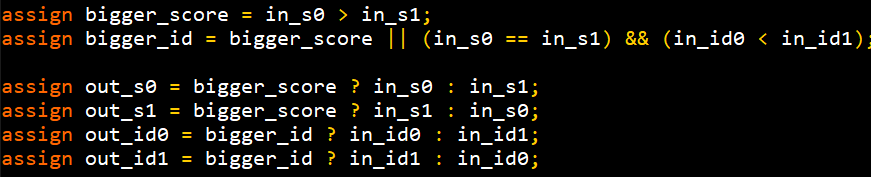 assign bigger_score = in_s0 > in_s1;
assign bigger_id = bigger_score || (in_s0 == in_s1) && (in_id0 < in_id1);
assign out_s0 = bigger_score ? in_s0 : in_s1;
assign out_s1 = bigger_score ? in_s1 : in_s0;
assign out_id0 = bigger_id ? in_id0 : in_id1;
assign out_id1 = bigger_id ? in_id1 : in_id0;